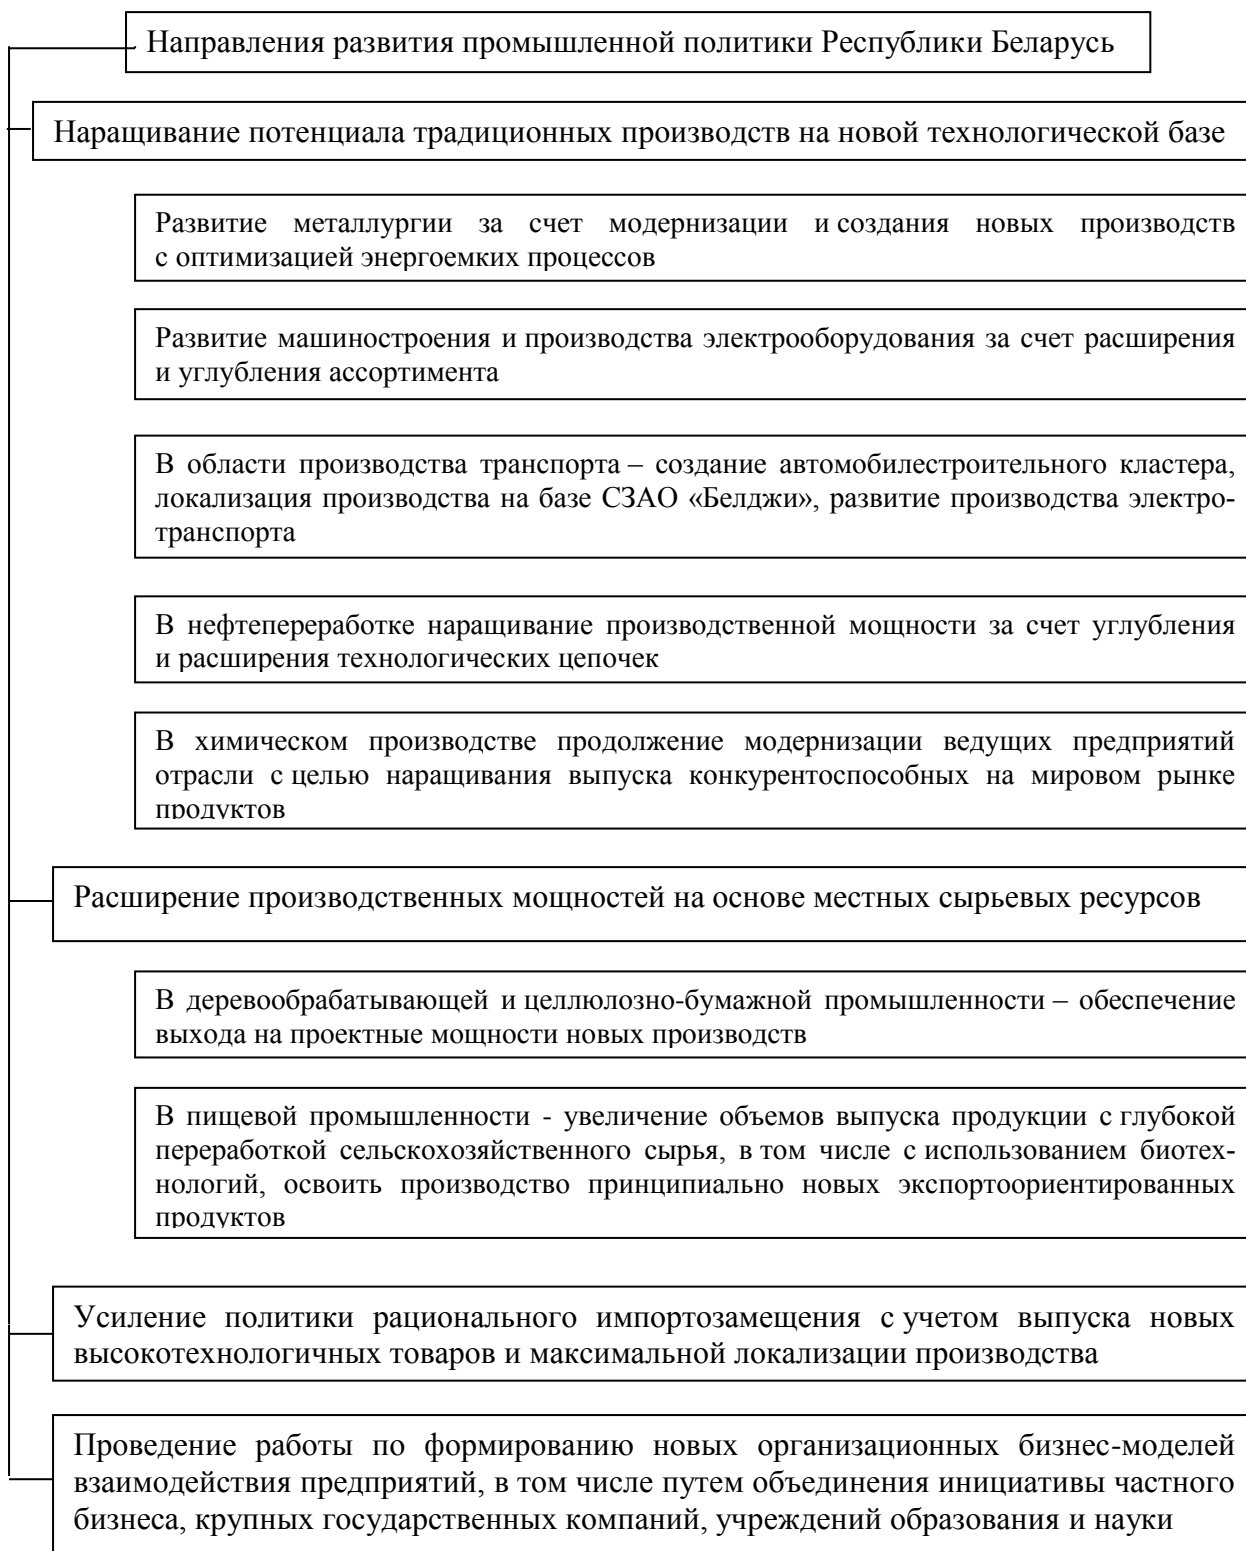 Направления развития промышленной политики Республики Беларусь
Наращивание потенциала традиционных производств на новой технологической базе
Развитие металлургии за счет модернизации и создания новых производств
с оптимизацией энергоемких процессов
Развитие машиностроения и производства электрооборудования за счет расширения
и углубления ассортимента
В области производства транспорта – создание автомобилестроительного кластера,
локализация производства на базе СЗАО «Белджи», развитие производства электро-
транспорта
В нефтепереработке наращивание производственной мощности за счет углубления
и расширения технологических цепочек
В химическом производстве продолжение модернизации ведущих предприятий
отрасли с целью наращивания выпуска конкурентоспособных на мировом рынке
продуктов
Расширение производственных мощностей на основе местных сырьевых ресурсов
В деревообрабатывающей и целлюлозно-бумажной промышленности – обеспечение
выхода на проектные мощности новых производств
В пищевой промышленности - увеличение объемов выпуска продукции с глубокой
переработкой сельскохозяйственного сырья, в том числе с использованием биотех-
нологий, освоить производство принципиально новых экспортоориентированных
продуктов
Усиление политики рационального импортозамещения с учетом выпуска новых
высокотехнологичных товаров и максимальной локализации производства
Проведение работы по формированию новых организационных бизнес-моделей
взаимодействия предприятий, в том числе путем объединения инициативы частного
бизнеса, крупных государственных компаний, учреждений образования и науки